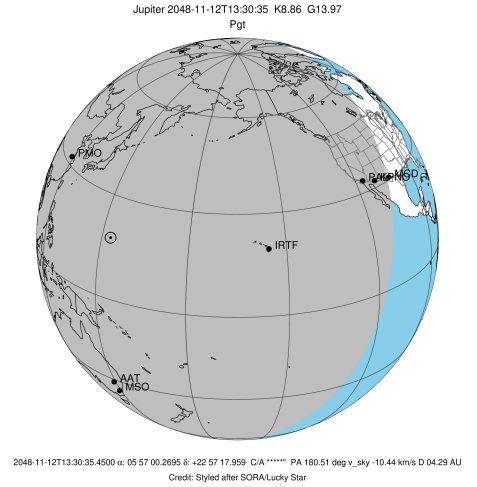 Jupiter 2048-11-12T13:30:35 K8.86 G13.97
Pgt
PMO
MCD
IRTF
AAT
MSO
2048-11-12T13:30:35.4500 α: 05 57 00.2695 δ: +22 57 17.959 C/A *****" PA 180.51 deg v_sky -10.44 km/s D 04.29 AU
Credit: Styled after SORA/Lucky Star